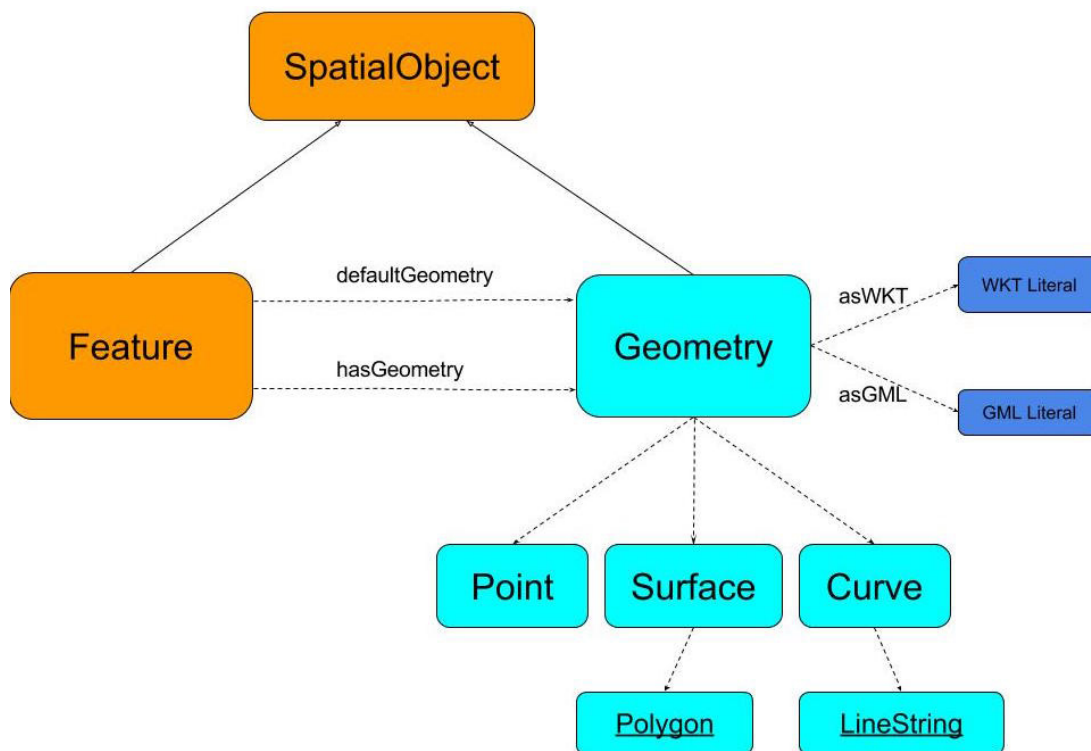 SpatialObject
defaultGeometry
asWKT
WKT Literal
Feature
Geometry
hasGeometry
asGML
GML Literal
Point
Surface
Curve
Polygon
LineString